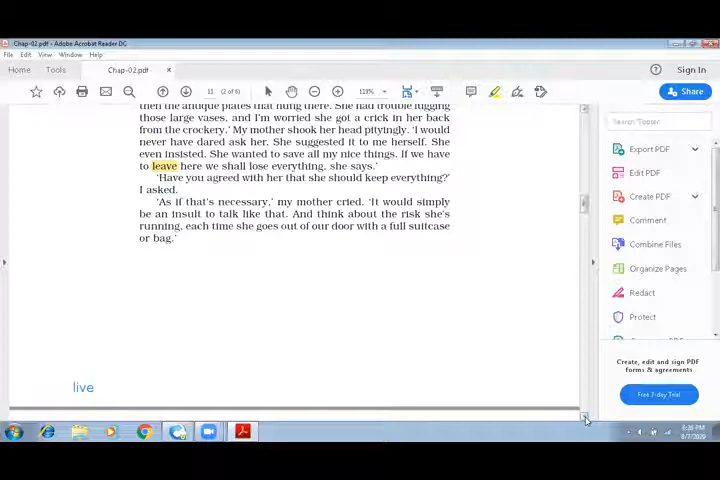 Chap-02.pdf - Adobe Acrobat Reader DC
File Edit View Window Help
Home Tools Chap-02.pdf × Sign In
11 (2 of 6) 113% Share
then the antique plates that hung there. She had trouble lugging
those large vases, and I'm worried she got a crick in her back
from the crockery.' My mother shook her head pityingly. 'I would
never have dared ask her. She suggested it to me herself. She
even insisted. She wanted to save all my nice things. If we have
to leave here we shall lose everything, she says.'
'Have you agreed with her that she should keep everything?'
I asked.
'As if that's necessary,' my mother cried. 'It would simply
be an insult to talk like that. And think about the risk she's
running, each time she goes out of our door with a full suitcase
or bag.'
live
Export PDF
Edit PDF
Create PDF
Comment
Combine Files
Organize Pages
Redact
Protect
Create, edit and sign PDF
forms & agreements
Free 7-day Trial